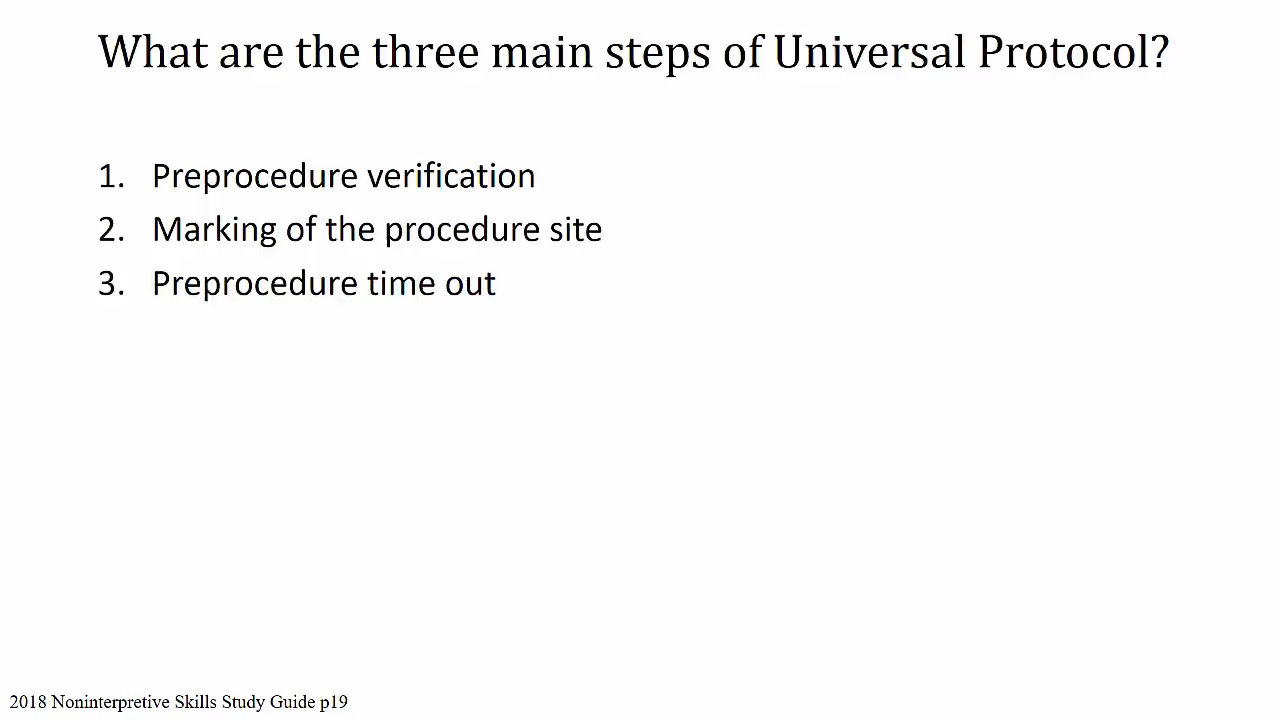 What are the three main steps of Universal Protocol?
1. Preprocedure verification
2. Marking of the procedure site
3. Preprocedure time out
2018 Noninterpretive Skills Study Guide p19